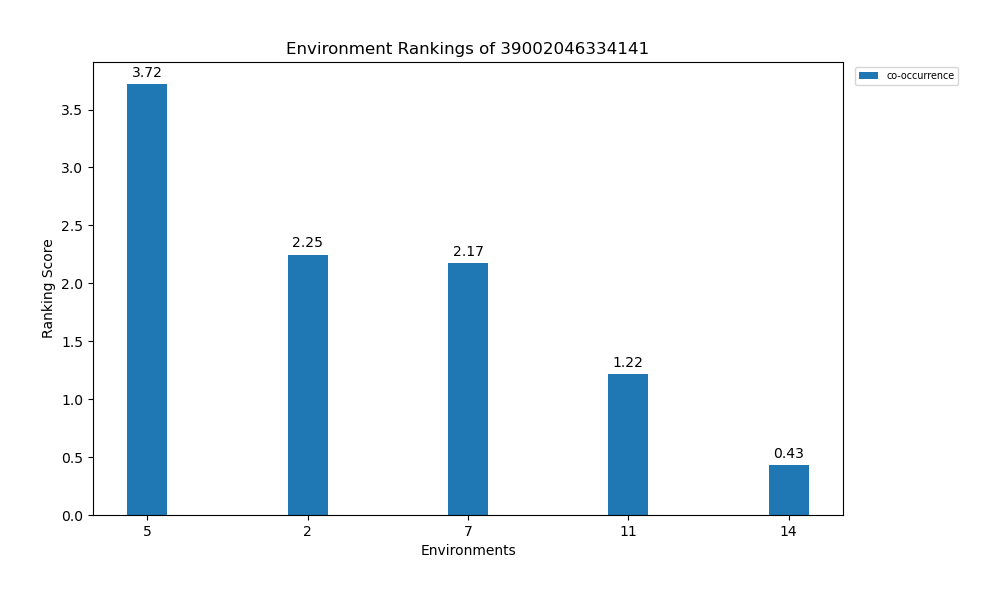 Environment Rankings of 39002046334141
co-occurrence
Ranking Score
3.5
3.0
2.5
2.0
1.5
1.0
0.5
0.0
3.72
2.25
2.17
1.22
0.43
5 2 7 11 14
Environments